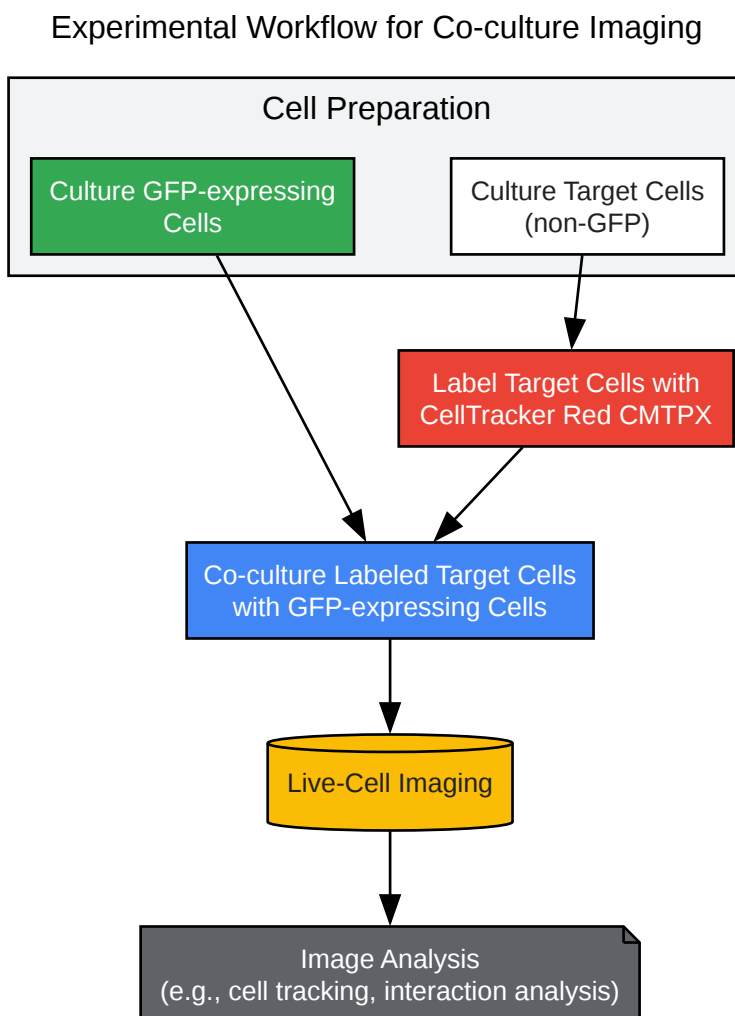 Experimental Workflow for Co-culture Imaging
Cell Preparation
Culture GFP-expressing
Cells
Culture Target Cells
(non-GFP)
Label Target Cells with
CellTracker Red CMTPX
Co-culture Labeled Target Cells
with GFP-expressing Cells
Live-Cell Imaging
Image Analysis
(e.g., cell tracking, interaction analysis)